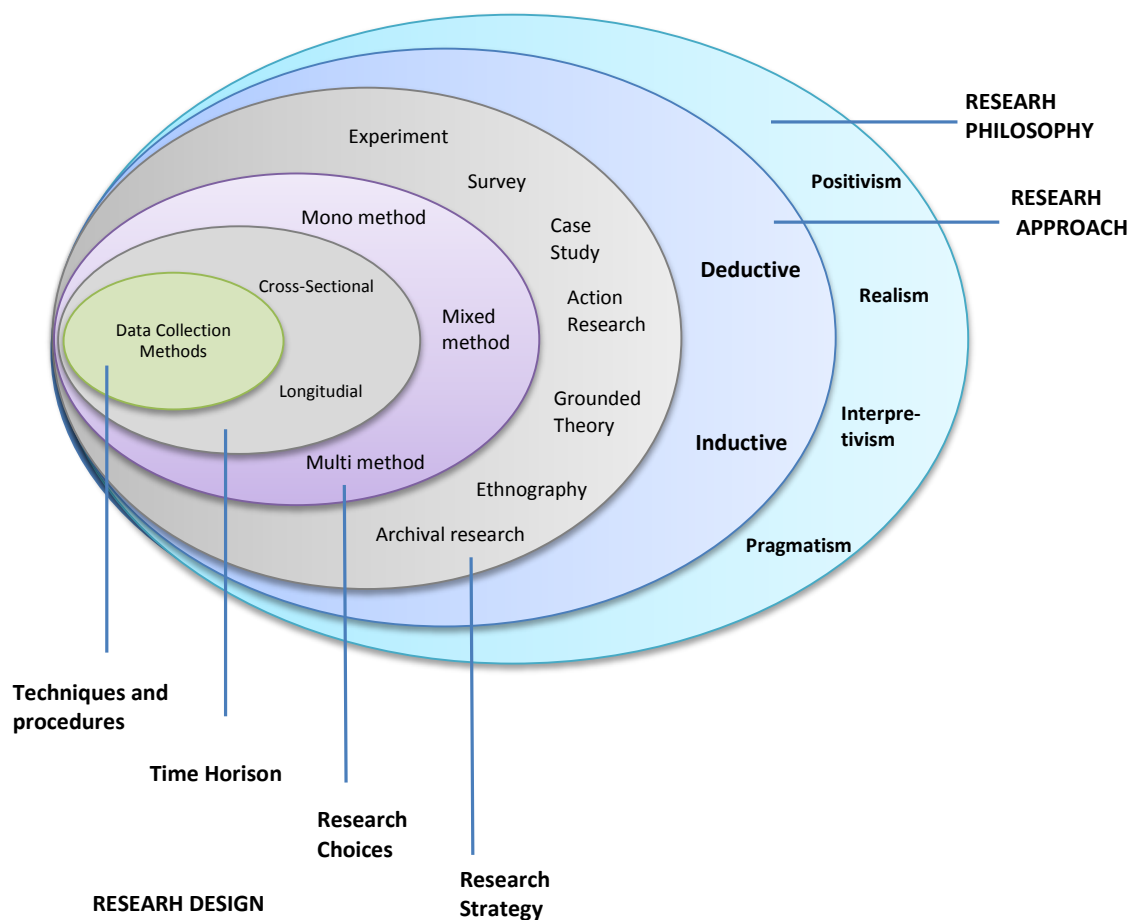 RESEARH
PHILOSOPHY
Experiment
Positivism
Survey
RESEARH
APPROACH
Mono method
Case
Study
Deductive
Cross-Sectional
Realism
Action
Research
Mixed
method
Data Collection
Methods
Longitudial
Grounded
Theory
Interpre-
tivism
Inductive
Multi method
Ethnography
Archival research
Pragmatism
Techniques and
procedures
Time Horison
Research
Choices
Research
Strategy
RESEARH DESIGN